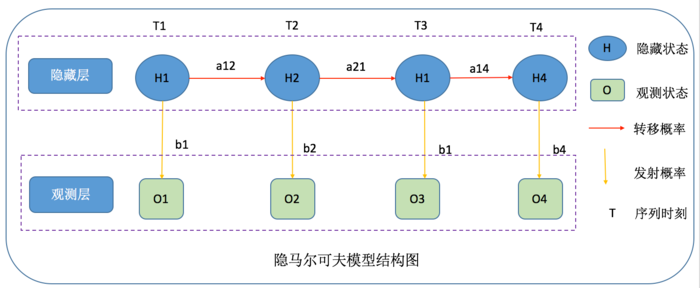 T1 T2 T3 T4
隐藏层 H1 a12 H2 a21 H1 a14 H4
b1 b2 b1 b4
观测层 O1 O2 O3 O4
H 隐藏状态
O 观测状态
转移概率
发射概率
T 序列时刻
隐马尔可夫模型结构图